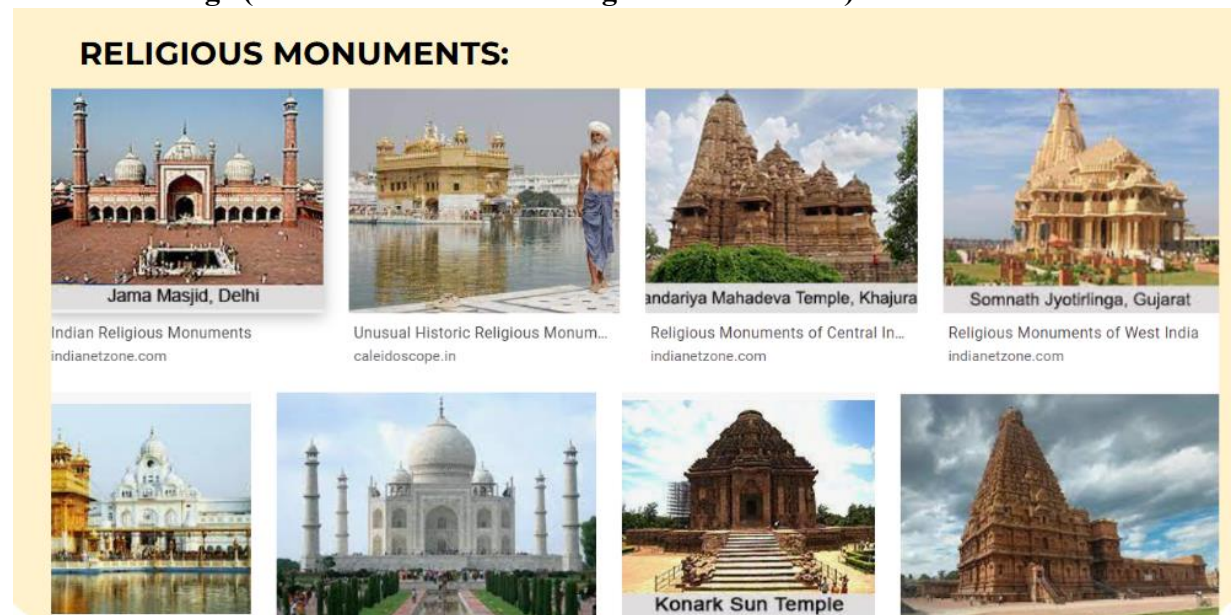 RELIGIOUS MONUMENTS:
Jama Masjid, Delhi
andariya Mahadeva Temple, Khajura
Somnath Jyotirlinga, Gujarat
Indian Religious Monuments
Unusual Historic Religious Monum...
Religious Monuments of Central In...
Religious Monuments of West India
indianetzone.com
caleidoscope.in
indianetzone.com
indianetzone.com
Konark Sun Temple